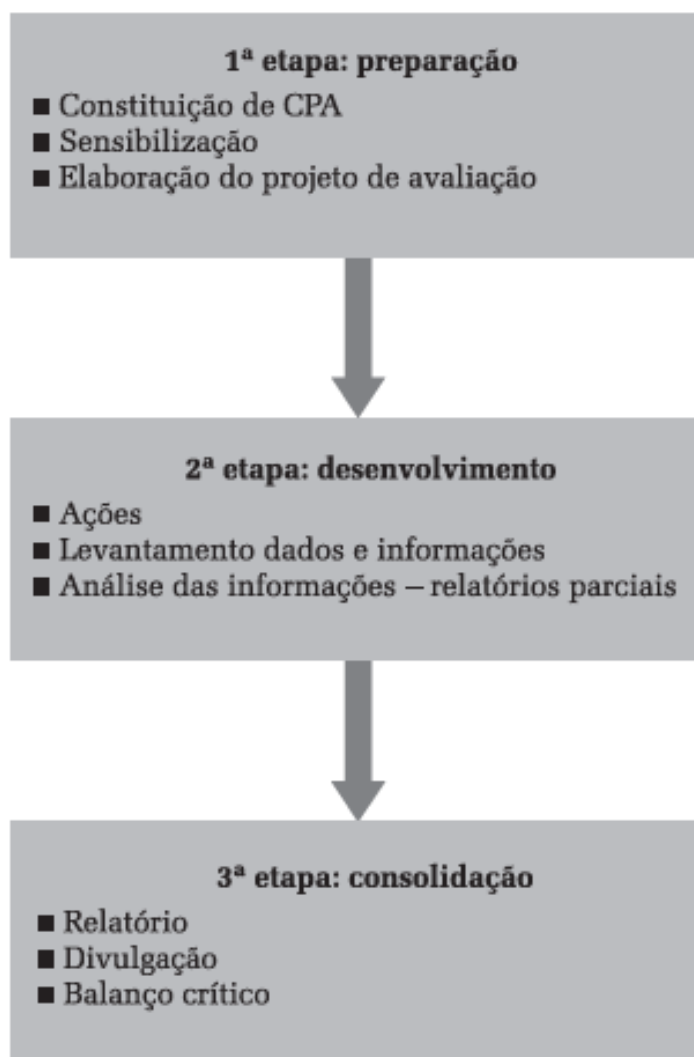 1ª etapa: preparação
■ Constituição de CPA
■ Sensibilização
■ Elaboração do projeto de avaliação
2ª etapa: desenvolvimento
■ Ações
■ Levantamento dados e informações
■ Análise das informações – relatórios parciais
3ª etapa: consolidação
■ Relatório
■ Divulgação
■ Balanço crítico